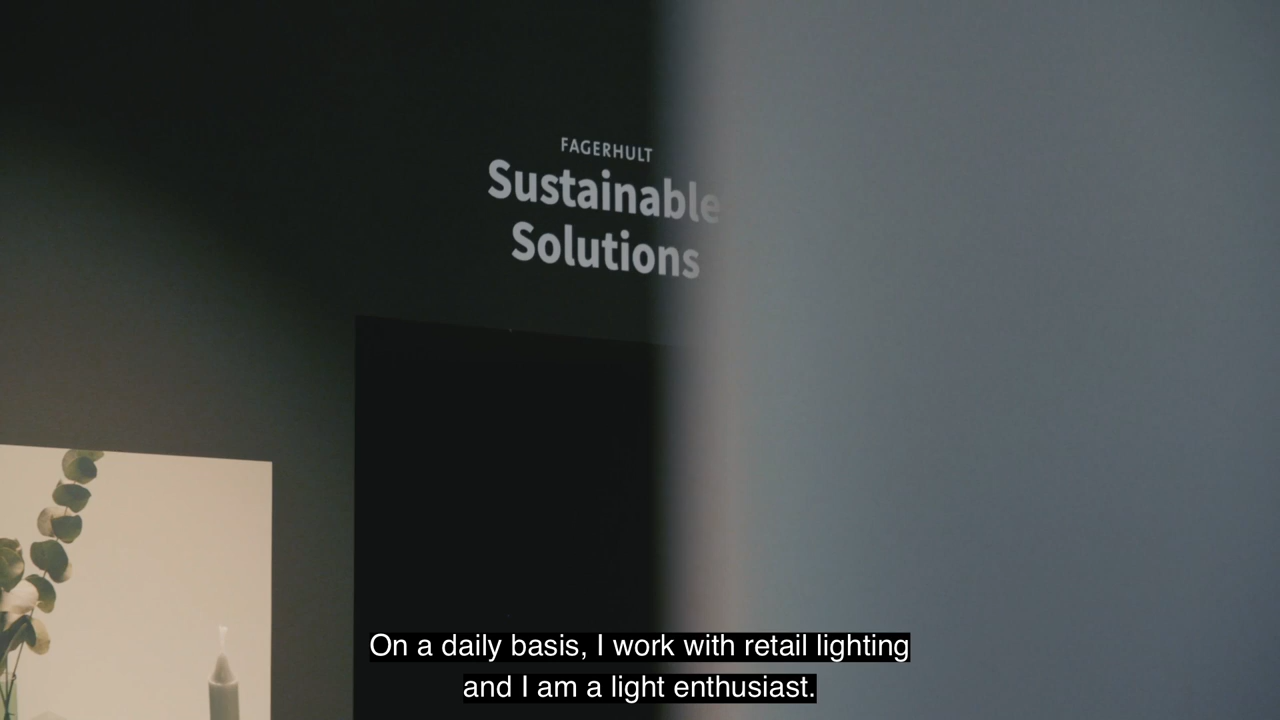 FAGERHULT
Sustainable
Solutions
On a daily basis, I work with retail lighting
and I am a light enthusiast.